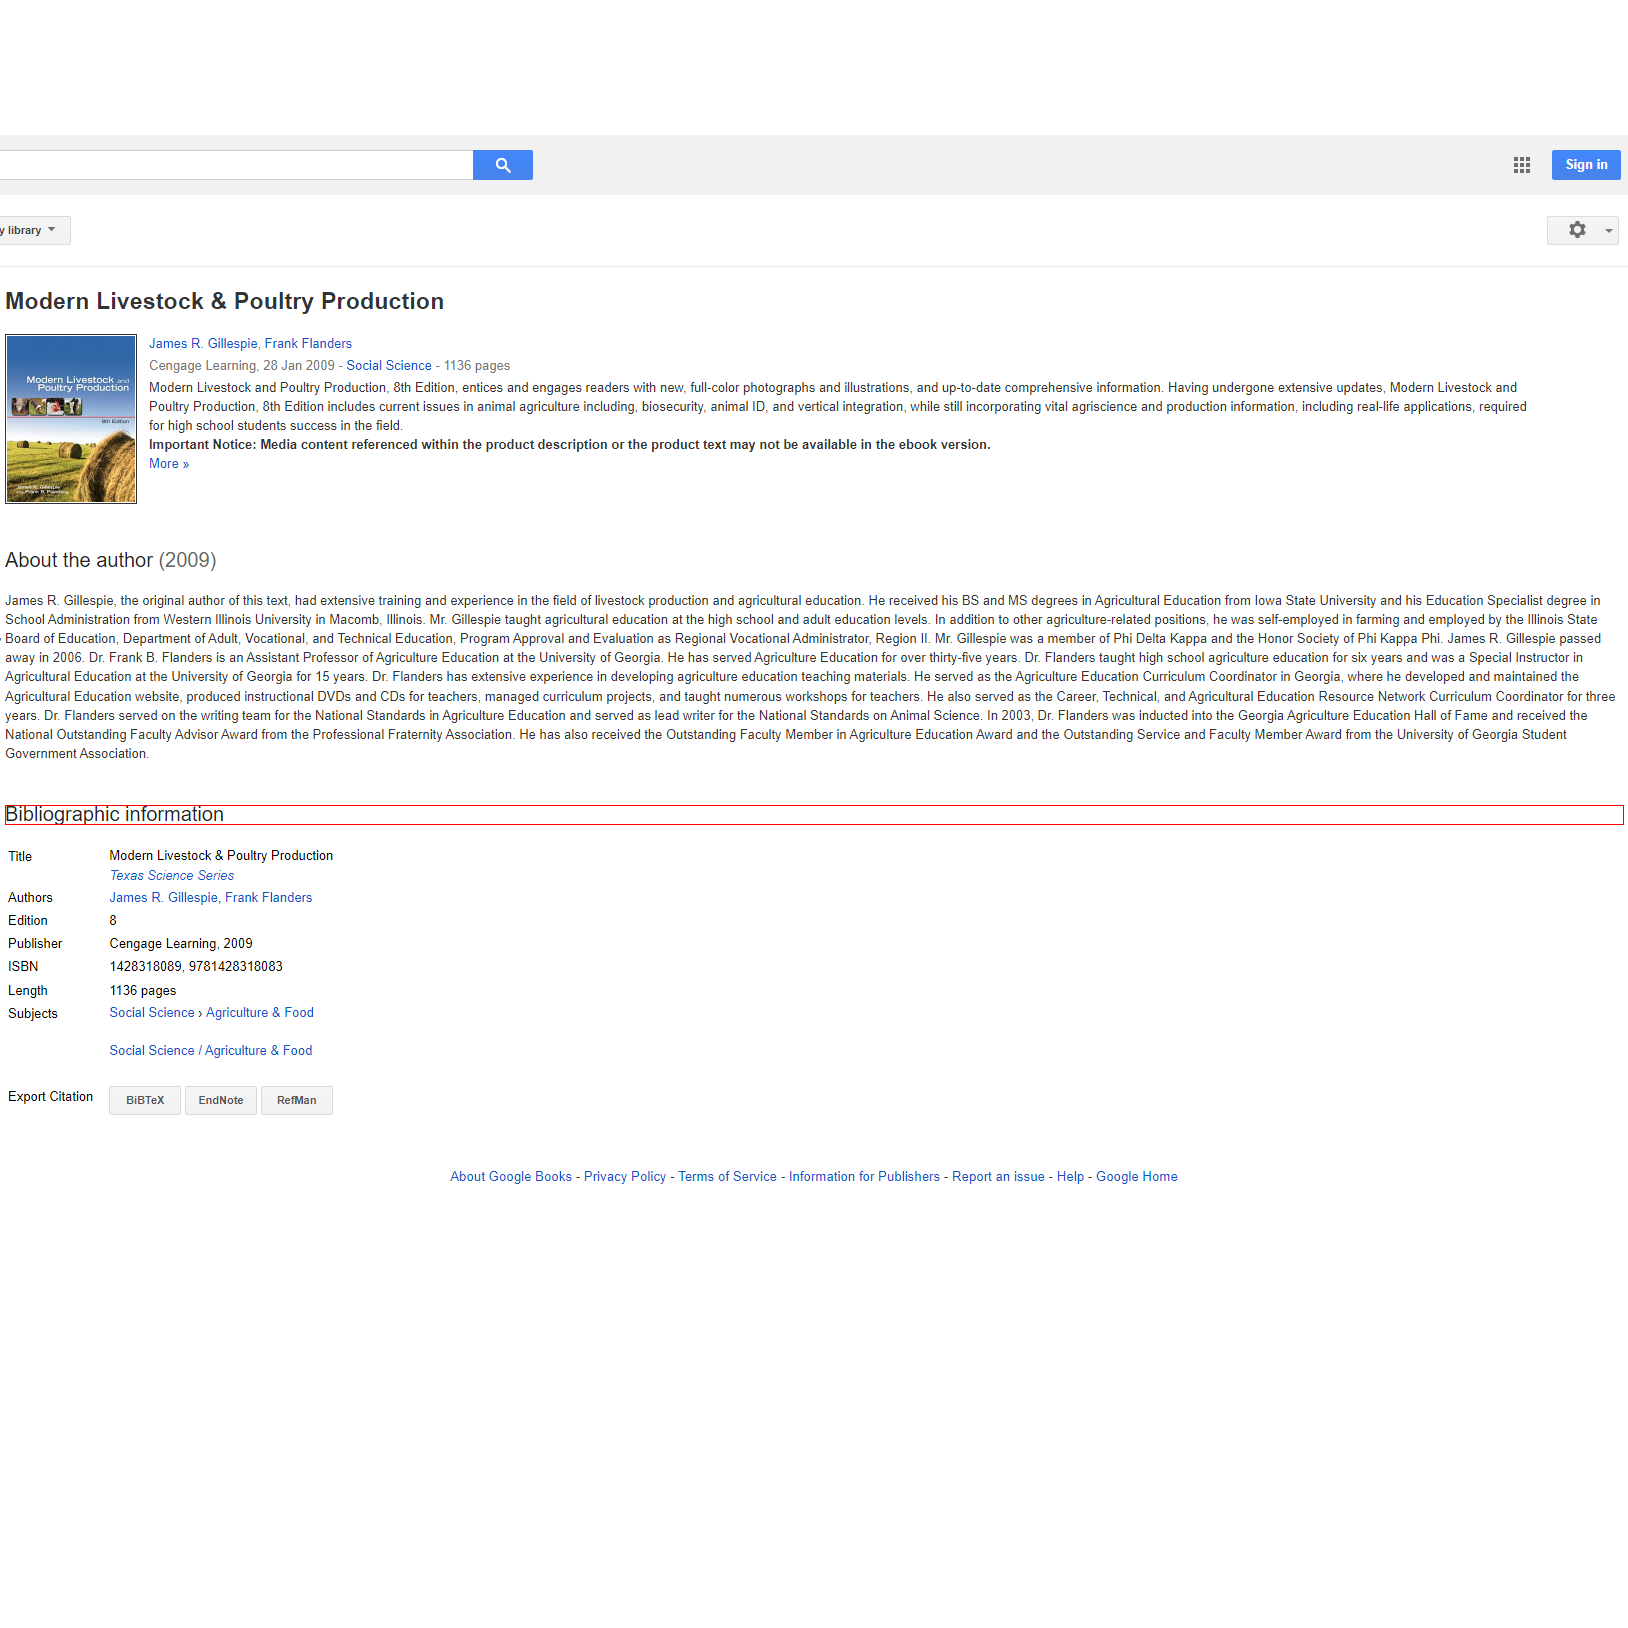 Sign in
y library
Modern Livestock & Poultry Production
Modern Livestock and
Poultry Production
8th Edition
James R. Gillespie
Frank B. Flanders
James R. Gillespie, Frank Flanders
Cengage Learning, 28 Jan 2009 - Social Science - 1136 pages
Modern Livestock and Poultry Production, 8th Edition, entices and engages readers with new, full-color photographs and illustrations, and up-to-date comprehensive information. Having undergone extensive updates, Modern Livestock and
Poultry Production, 8th Edition includes current issues in animal agriculture including, biosecurity, animal ID, and vertical integration, while still incorporating vital agriscience and production information, including real-life applications, required
for high school students success in the field.
Important Notice: Media content referenced within the product description or the product text may not be available in the ebook version.
More »
About the author (2009)
James R. Gillespie, the original author of this text, had extensive training and experience in the field of livestock production and agricultural education. He received his BS and MS degrees in Agricultural Education from Iowa State University and his Education Specialist degree in
School Administration from Western Illinois University in Macomb, Illinois. Mr. Gillespie taught agricultural education at the high school and adult education levels. In addition to other agriculture-related positions, he was self-employed in farming and employed by the Illinois State
Board of Education, Department of Adult, Vocational, and Technical Education, Program Approval and Evaluation as Regional Vocational Administrator, Region II. Mr. Gillespie was a member of Phi Delta Kappa and the Honor Society of Phi Kappa Phi. James R. Gillespie passed
away in 2006. Dr. Frank B. Flanders is an Assistant Professor of Agriculture Education at the University of Georgia. He has served Agriculture Education for over thirty-five years. Dr. Flanders taught high school agriculture education for six years and was a Special Instructor in
Agricultural Education at the University of Georgia for 15 years. Dr. Flanders has extensive experience in developing agriculture education teaching materials. He served as the Agriculture Education Curriculum Coordinator in Georgia, where he developed and maintained the
Agricultural Education website, produced instructional DVDs and CDs for teachers, managed curriculum projects, and taught numerous workshops for teachers. He also served as the Career, Technical, and Agricultural Education Resource Network Curriculum Coordinator for three
years. Dr. Flanders served on the writing team for the National Standards in Agriculture Education and served as lead writer for the National Standards on Animal Science. In 2003, Dr. Flanders was inducted into the Georgia Agriculture Education Hall of Fame and received the
National Outstanding Faculty Advisor Award from the Professional Fraternity Association. He has also received the Outstanding Faculty Member in Agriculture Education Award and the Outstanding Service and Faculty Member Award from the University of Georgia Student
Government Association.
Bibliographic information
Title Modern Livestock & Poultry Production
Texas Science Series
Authors James R. Gillespie, Frank Flanders
Edition 8
Publisher Cengage Learning, 2009
ISBN 1428318089, 9781428318083
Length 1136 pages
Subjects Social Science › Agriculture & Food
Social Science / Agriculture & Food
Export Citation BiBTeX EndNote RefMan
About Google Books - Privacy Policy - Terms of Service - Information for Publishers - Report an issue - Help - Google Home